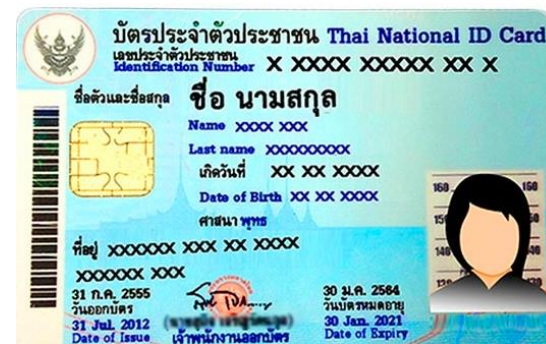 บัตรประจำตัวประชาชน Thai National ID Card
เลขประจำตัวประชาชน
Identification Number X XXXX XXXXX XX X
ชื่อตัวและชื่อสกุล ชื่อ นามสกุล
Name XXXX XXX
Last name XXXXXXXXX
เกิดวันที่ XX XX XXXX
Date of Birth XX XX XXXX
ศาสนา พุทธ
ที่อยู่ XXXXXX XXX XX XXXX
XXXXXX XXX
31 ก.ค. 2555
วันออกบัตร
31 Jul. 2012
Date of Issue
เจ้าพนักงานออกบัตร
30 ม.ค. 2564
วันบัตรหมดอายุ
30 Jan. 2021
Date of Expiry
160 160
150
140